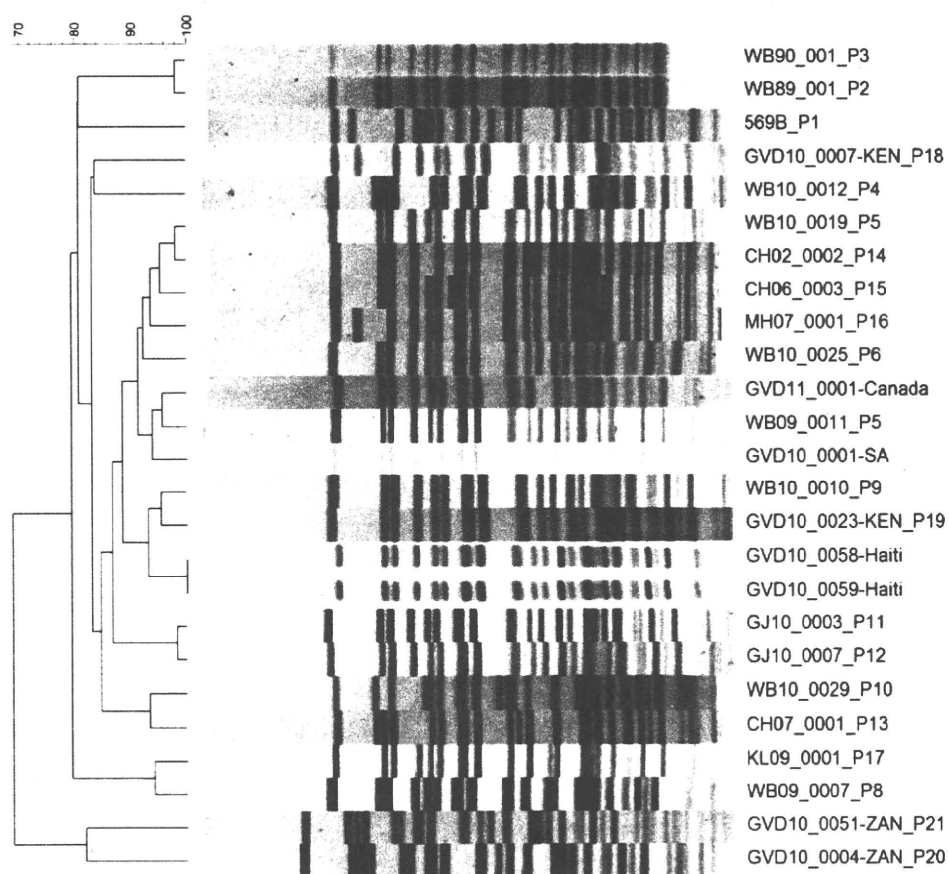 70 80 90 100
WB90_001_P3
WB89_001_P2
569B_P1
GVD10_0007-KEN_P18
WB10_0012_P4
WB10_0019_P5
CH02_0002_P14
CH06_0003_P15
MH07_0001_P16
WB10_0025_P6
GVD11_0001-Canada
WB09_0011_P5
GVD10_0001-SA
WB10_0010_P9
GVD10_0023-KEN_P19
GVD10_0058-Haiti
GVD10_0059-Haiti
GJ10_0003_P11
GJ10_0007_P12
WB10_0029_P10
CH07_0001_P13
KL09_0001_P17
WB09_0007_P8
GVD10_0051-ZAN_P21
GVD10_0004-ZAN_P20